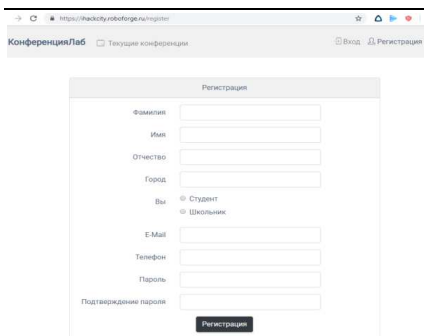 https://ihackcity.roboforge.ru/register
КонференцияЛаб Текущие конференции Вход Регистрация
Регистрация
Фамилия
Имя
Отчество
Город
Вы Студент
Школьник
E-Mail
Телефон
Пароль
Подтверждение пароля
Регистрация